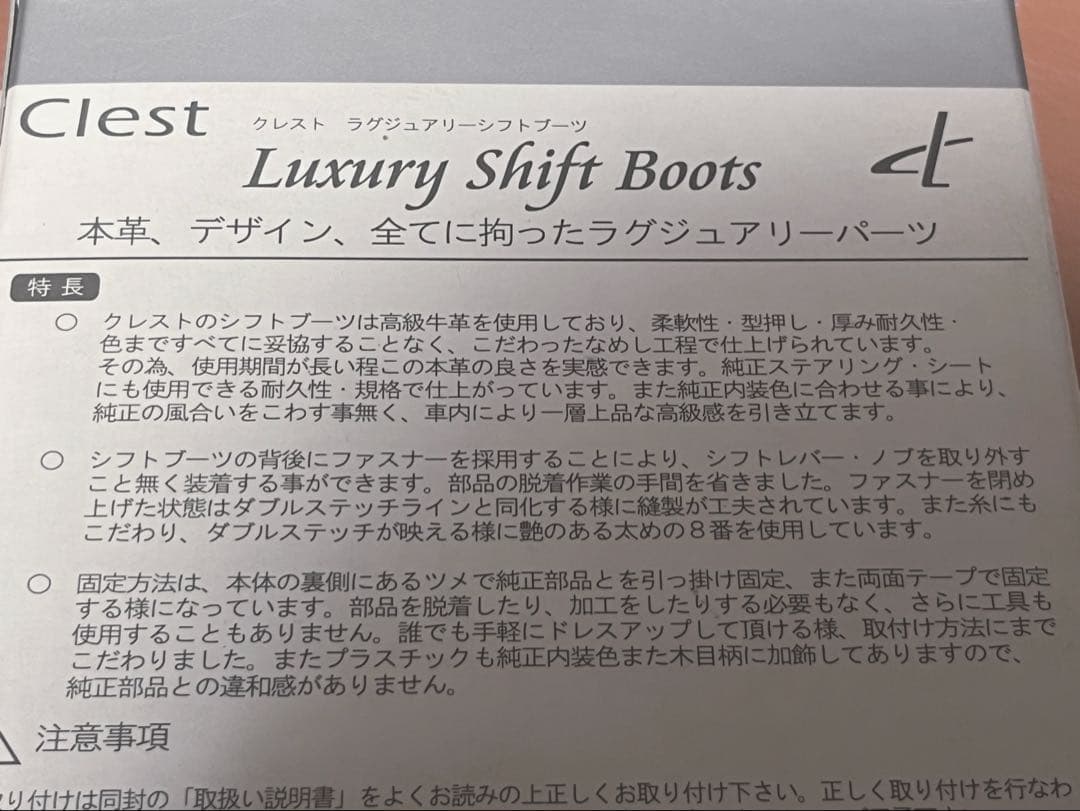 Clest
クレスト ラグジュアリーシフトブーツ
Luxury Shift Boots
本革、デザイン、全てに拘ったラグジュアリーパーツ
特長
○ クレストのシフトブーツは高級牛革を使用しており、柔軟性・型押し・厚み耐久性・
色まですべてに妥協することなく、こだわったなめし工程で仕上げられています。
その為、使用期間が長い程この本革の良さを実感できます。純正ステアリング・シート
にも使用できる耐久性・規格で仕上がっています。また純正内装色に合わせる事により、
純正の風合いをこわす事無く、車内により一層上品な高級感を引き立てます。
○ シフトブーツの背後にファスナーを採用することにより、シフトレバー・ノブを取り外す
こと無く装着する事ができます。部品の脱着作業の手間を省きました。ファスナーを閉め
上げた状態はダブルステッチラインと同化する様に縫製が工夫されています。また糸にも
こだわり、ダブルステッチが映える様に艶のある太めの8番を使用しています。
○ 固定方法は、本体の裏側にあるツメで純正部品とを引っ掛け固定、また両面テープで固定
する様になっています。部品を脱着したり、加工をしたりする必要もなく、さらに工具も
使用することもありません。誰でも手軽にドレスアップして頂ける様、取付け方法にまで
こだわりました。またプラスチックも純正内装色また木目柄に加飾してありますので、
純正部品との違和感がありません。
注意事項
り付けは同封の「取扱い説明書」をよくお読みの上正しくお取り付け下さい。正しく取り付けを行なわ